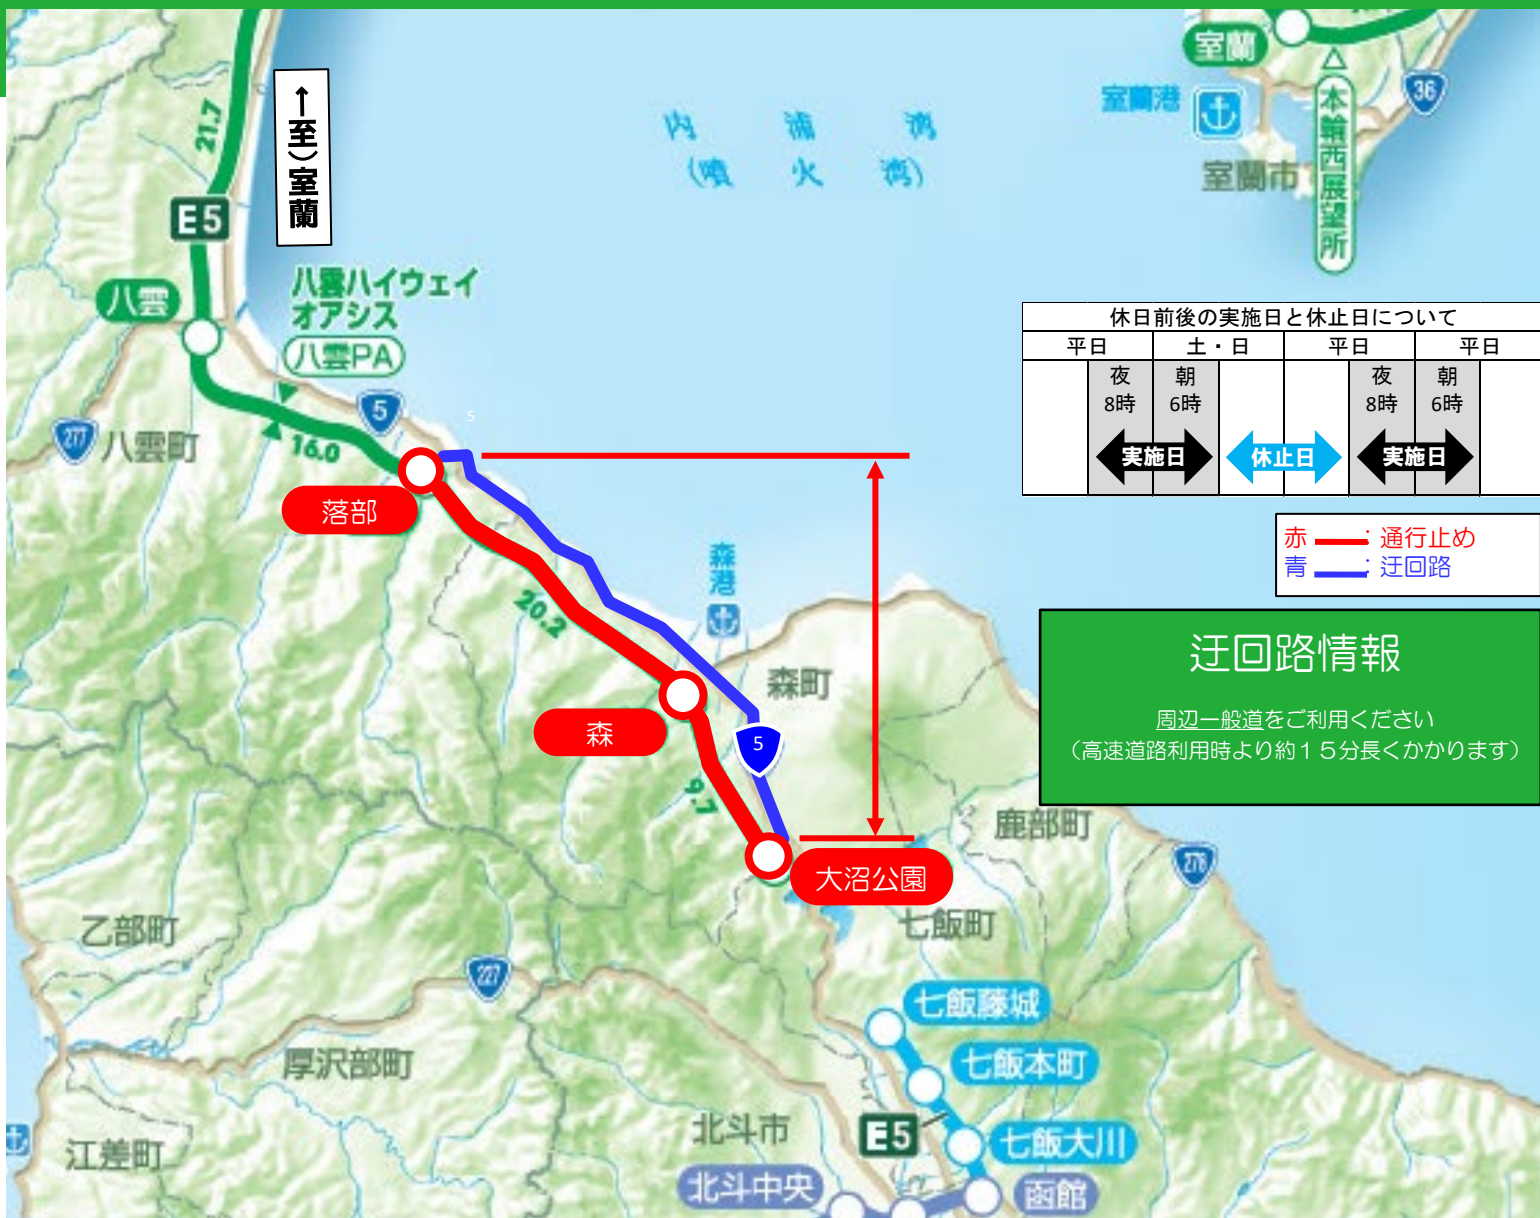 室蘭
36
室蘭港
本輪西展望所
室蘭市
内浦湾
(噴火湾)
↑至)室蘭
21.7
E5
八雲
八雲ハイウェイ
オアシス
八雲PA
5
5
277
八雲町
16.0
落部
休日前後の実施日と休止日について
平日 土・日 平日 平日
夜 朝 夜 朝
8時 6時 8時 6時
実施日 休止日 実施日
赤 : 通行止め
青 : 迂回路
迂回路情報
周辺一般道をご利用ください
(高速道路利用時より約15分長くかかります)
森港
20.2
森町
森
5
9.7
鹿部町
278
大沼公園
七飯町
乙部町
227
七飯藤城
厚沢部町
七飯本町
北斗市
E5
七飯大川
江差町
北斗中央
函館